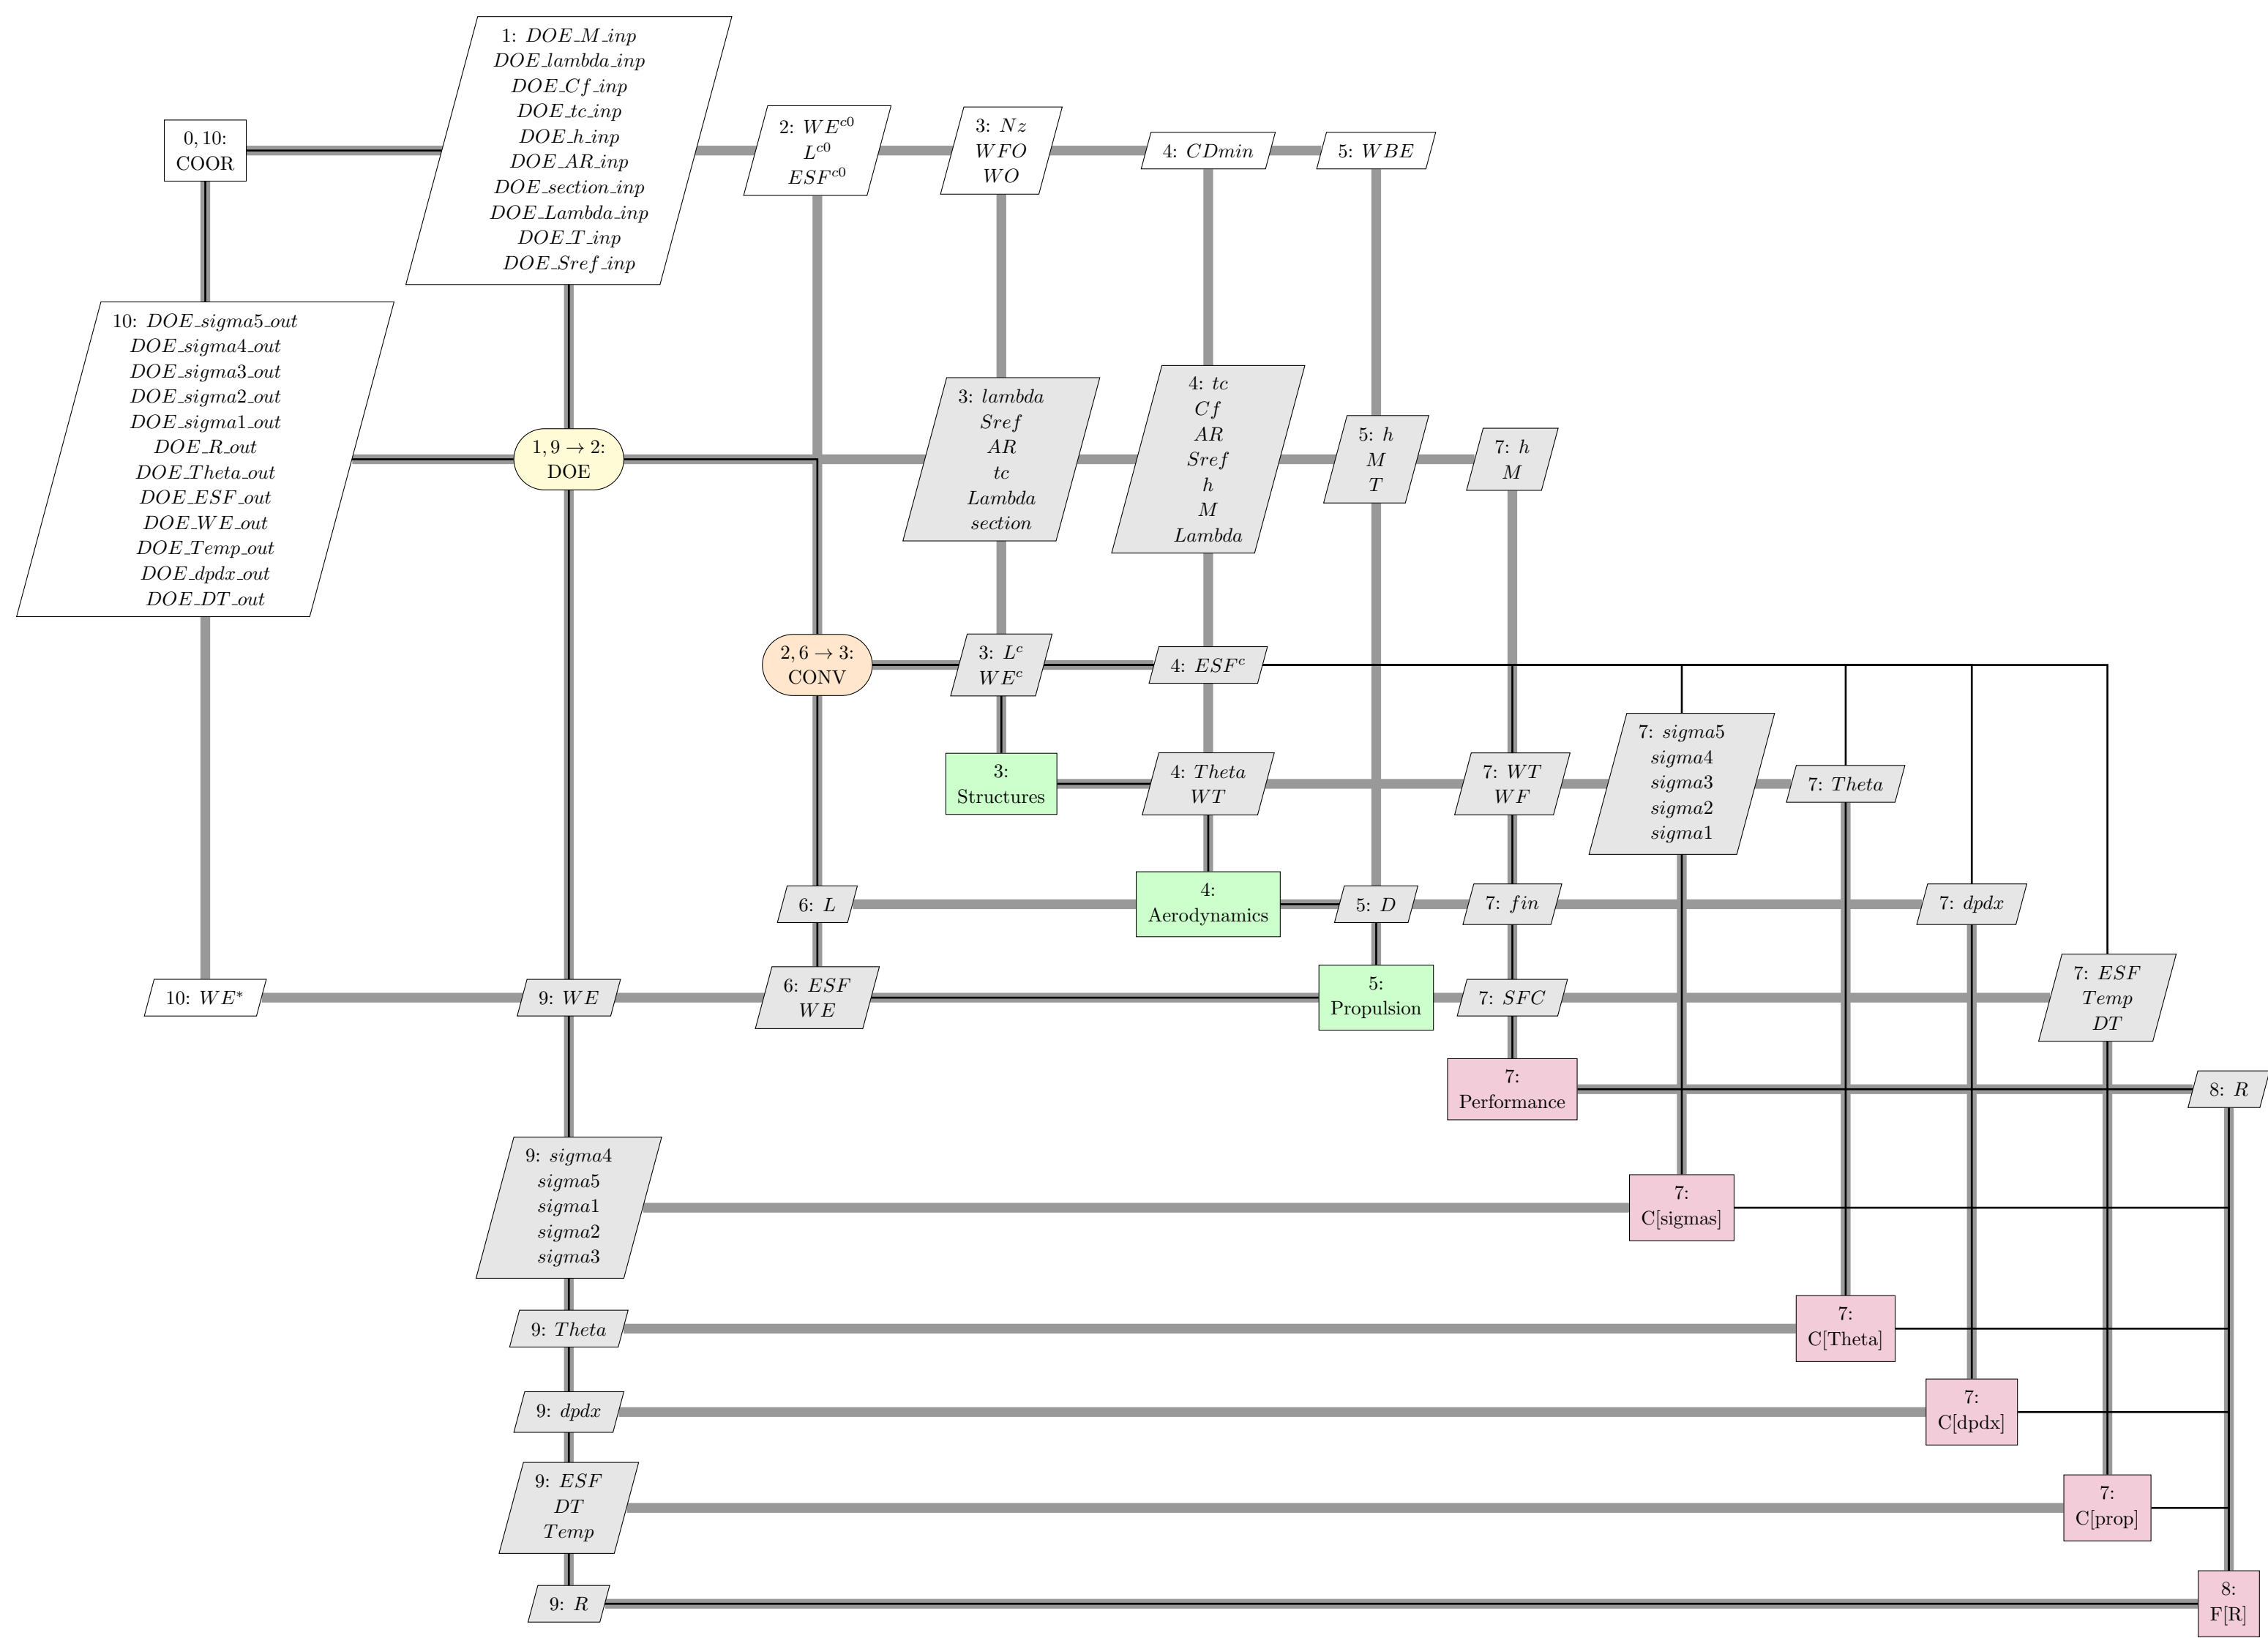 0, 10:
COOR
1: DOE_M_inp
DOE_lambda_inp
DOE_Cf_inp
DOE_tc_inp
DOE_h_inp
DOE_AR_inp
DOE_section_inp
DOE_Lambda_inp
DOE_T_inp
DOE_Sref_inp
2: WE^{c0}
L^{c0}
ESF^{c0}
3: Nz
WFO
WO
4: CDmin
5: WBE
10: DOE_sigma5_out
DOE_sigma4_out
DOE_sigma3_out
DOE_sigma2_out
DOE_sigma1_out
DOE_R_out
DOE_Theta_out
DOE_ESF_out
DOE_WE_out
DOE_Temp_out
DOE_dpdx_out
DOE_DT_out
1, 9 → 2:
DOE
3: lambda
Sref
AR
tc
Lambda
section
4: tc
Cf
AR
Sref
h
M
Lambda
5: h
M
T
7: h
M
2, 6 → 3:
CONV
3: L^c
WE^c
4: ESF^c
3:
Structures
4: Theta
WT
7: WT
WF
7: sigma5
sigma4
sigma3
sigma2
sigma1
7: Theta
6: L
4:
Aerodynamics
5: D
7: fin
7: dpdx
10: WE*
9: WE
6: ESF
WE
5:
Propulsion
7: SFC
7: ESF
Temp
DT
7:
Performance
8: R
9: sigma4
sigma5
sigma1
sigma2
sigma3
7:
C[sigmas]
9: Theta
7:
C[Theta]
9: dpdx
7:
C[dpdx]
9: ESF
DT
Temp
7:
C[prop]
9: R
8:
F[R]